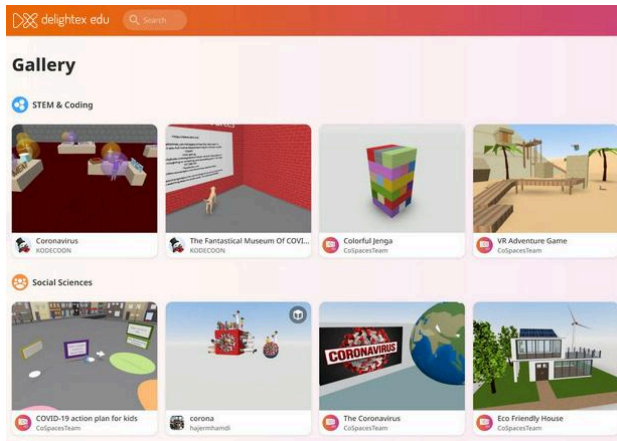 delightex edu
Search
Gallery
STEM & Coding
Coronavirus
KODECOON
The Fantastical Museum Of COVI...
KODECOON
Colorful Jenga
CoSpacesTeam
VR Adventure Game
CoSpacesTeam
Social Sciences
CORONAVIRUS
COVID-19 action plan for kids
CoSpacesTeam
corona
hajermhamdi
The Coronavirus
CoSpacesTeam
Eco Friendly House
CoSpacesTeam